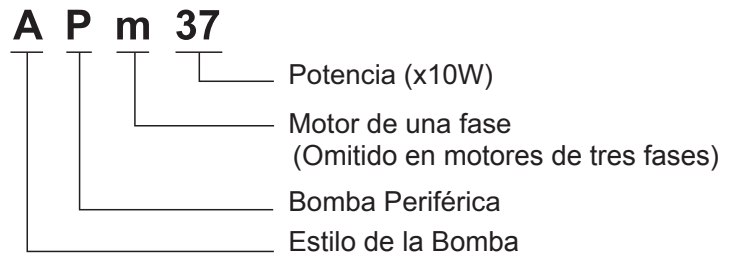 A P m 37
Potencia (x10W)
Motor de una fase
(Omitido en motores de tres fases)
Bomba Periférica
Estilo de la Bomba